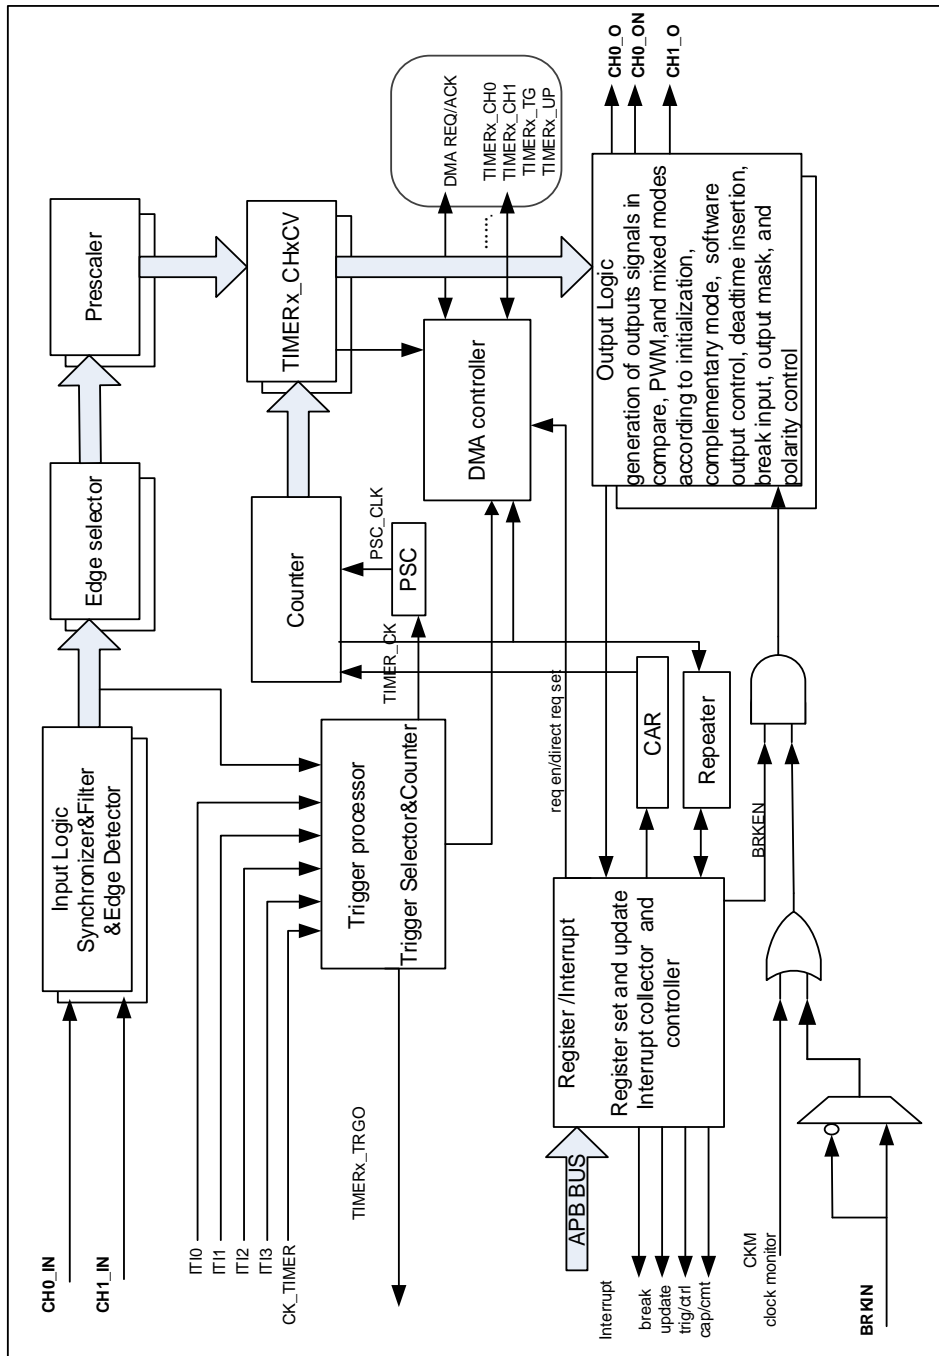 CH0_IN
CH1_IN
Input Logic
Synchronizer&Filter
&Edge Detector
Edge selector
Prescaler
ITI0
ITI1
ITI2
ITI3
CK_TIMER
TIMERx_TRGO
Trigger processor
Trigger Selector&Counter
Counter
TIMER_CK
PSC_CLK
PSC
TIMERx_CHxCV
DMA controller
DMA REQ/ACK
TIMERx_CH0
TIMERx_CH1
TIMERx_TG
TIMERx_UP
......
req en/direct req set
APB BUS
Interrupt
break
update
trig/ctrl
cap/cmt
Register /Interrupt
Register set and update
Interrupt collector and
controller
CAR
Repeater
BRKEN
CKM
clock monitor
BRKIN
Output Logic
generation of outputs signals in
compare, PWM,and mixed modes
according to initialization,
complementary mode, software
output control, deadtime insertion,
break input, output mask, and
polarity control
CH0_O
CH0_ON
CH1_O